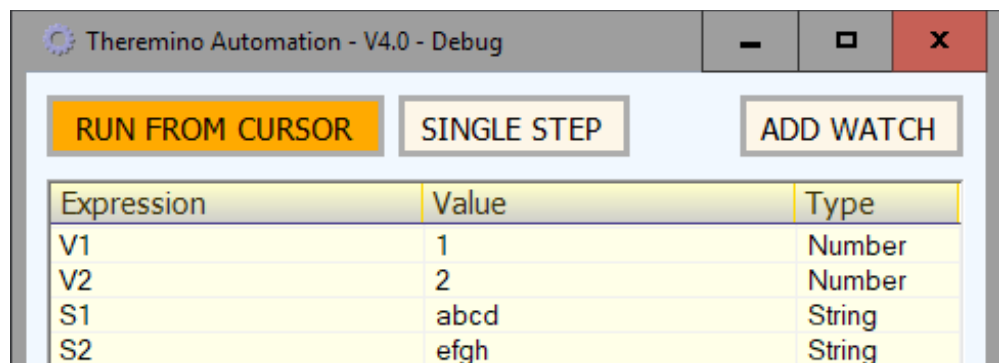 Theremino Automation - V4.0 - Debug
RUN FROM CURSOR SINGLE STEP ADD WATCH
Expression Value Type
V1 1 Number
V2 2 Number
S1 abcd String
S2 efgh String